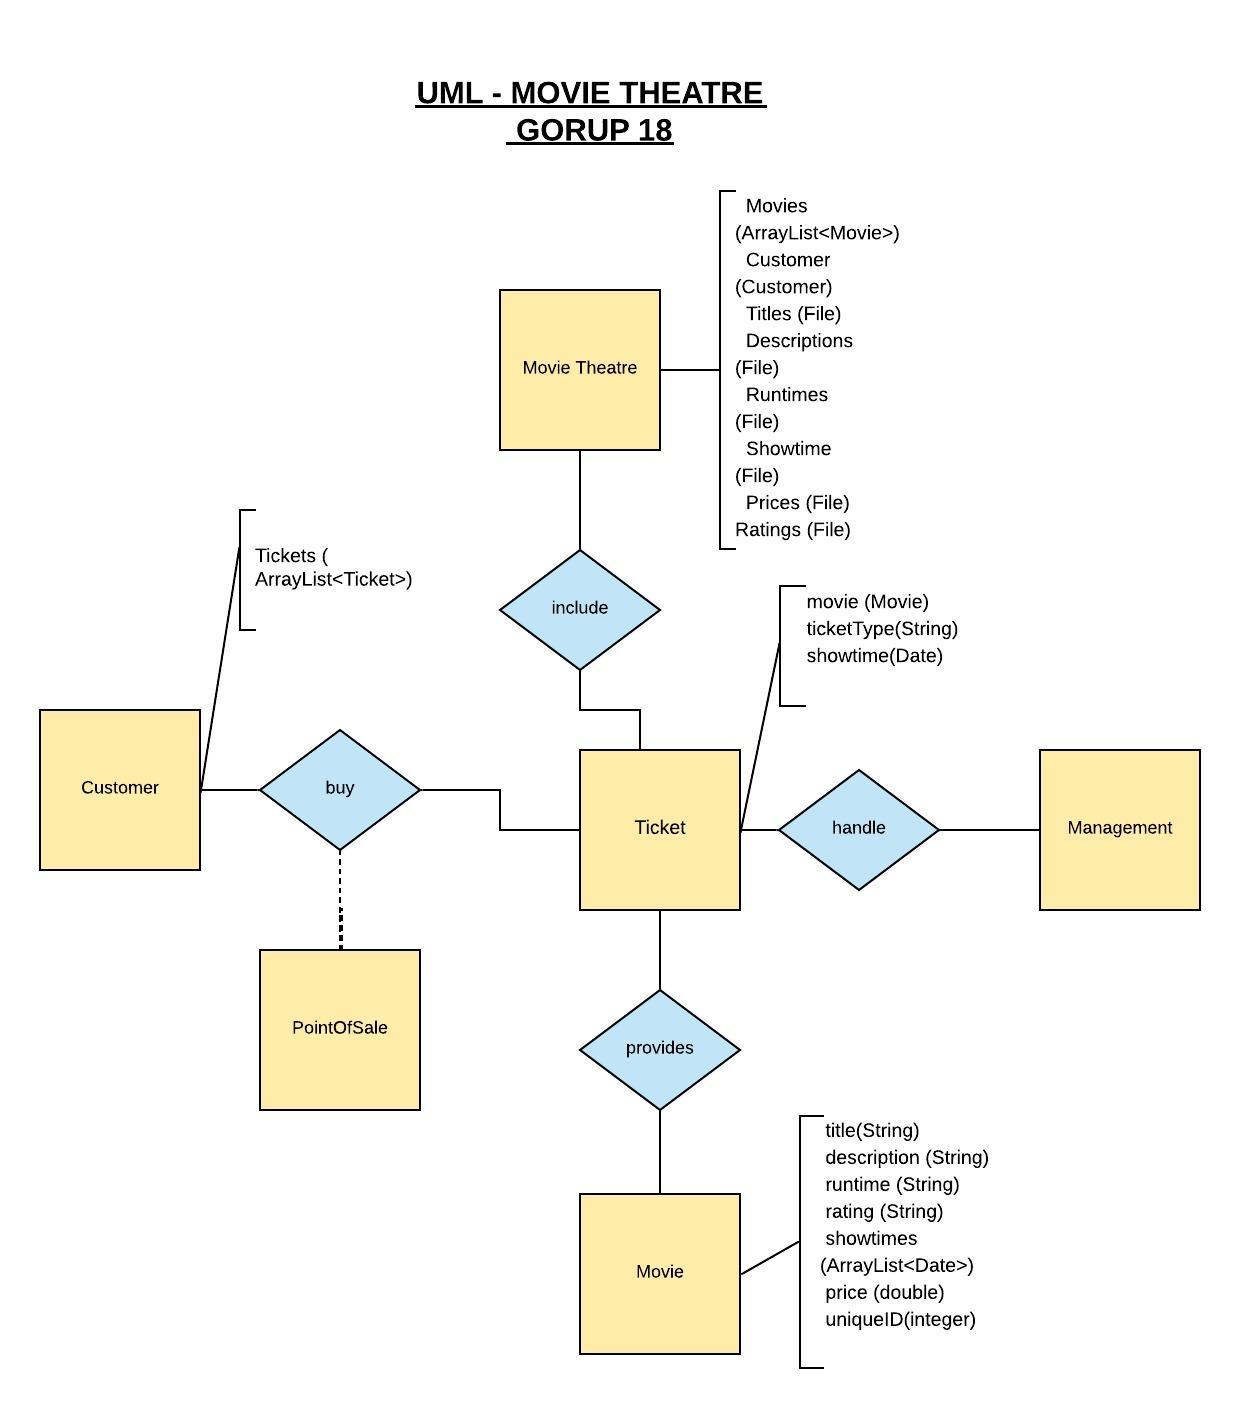 UML - MOVIE THEATRE
GORUP 18
Movies
(ArrayList<Movie>)
Customer
(Customer)
Titles (File)
Descriptions
(File)
Runtimes
(File)
Showtime
(File)
Prices (File)
Ratings (File)
Movie Theatre
Tickets (
ArrayList<Ticket>)
include
movie (Movie)
ticketType(String)
showtime(Date)
Customer
buy
Ticket
handle
Management
PointOfSale
provides
title(String)
description (String)
runtime (String)
rating (String)
showtimes
(ArrayList<Date>)
price (double)
uniqueID(integer)
Movie